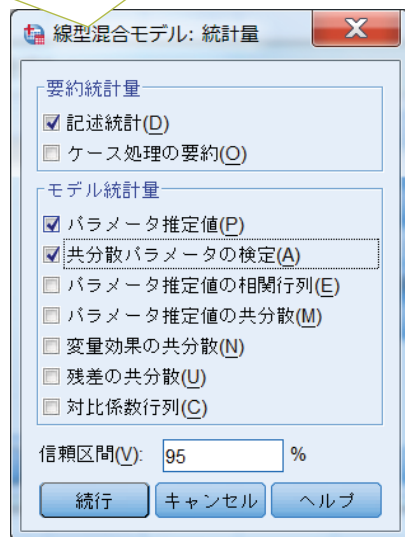 線型混合モデル: 統計量
要約統計量
記述統計(D)
ケース処理の要約(O)
モデル統計量
パラメータ推定値(P)
共分散パラメータの検定(A)
パラメータ推定値の相関行列(E)
パラメータ推定値の共分散(M)
変量効果の共分散(N)
残差の共分散(U)
対比係数行列(C)
信頼区間(V): 95 %
続行 キャンセル ヘルプ